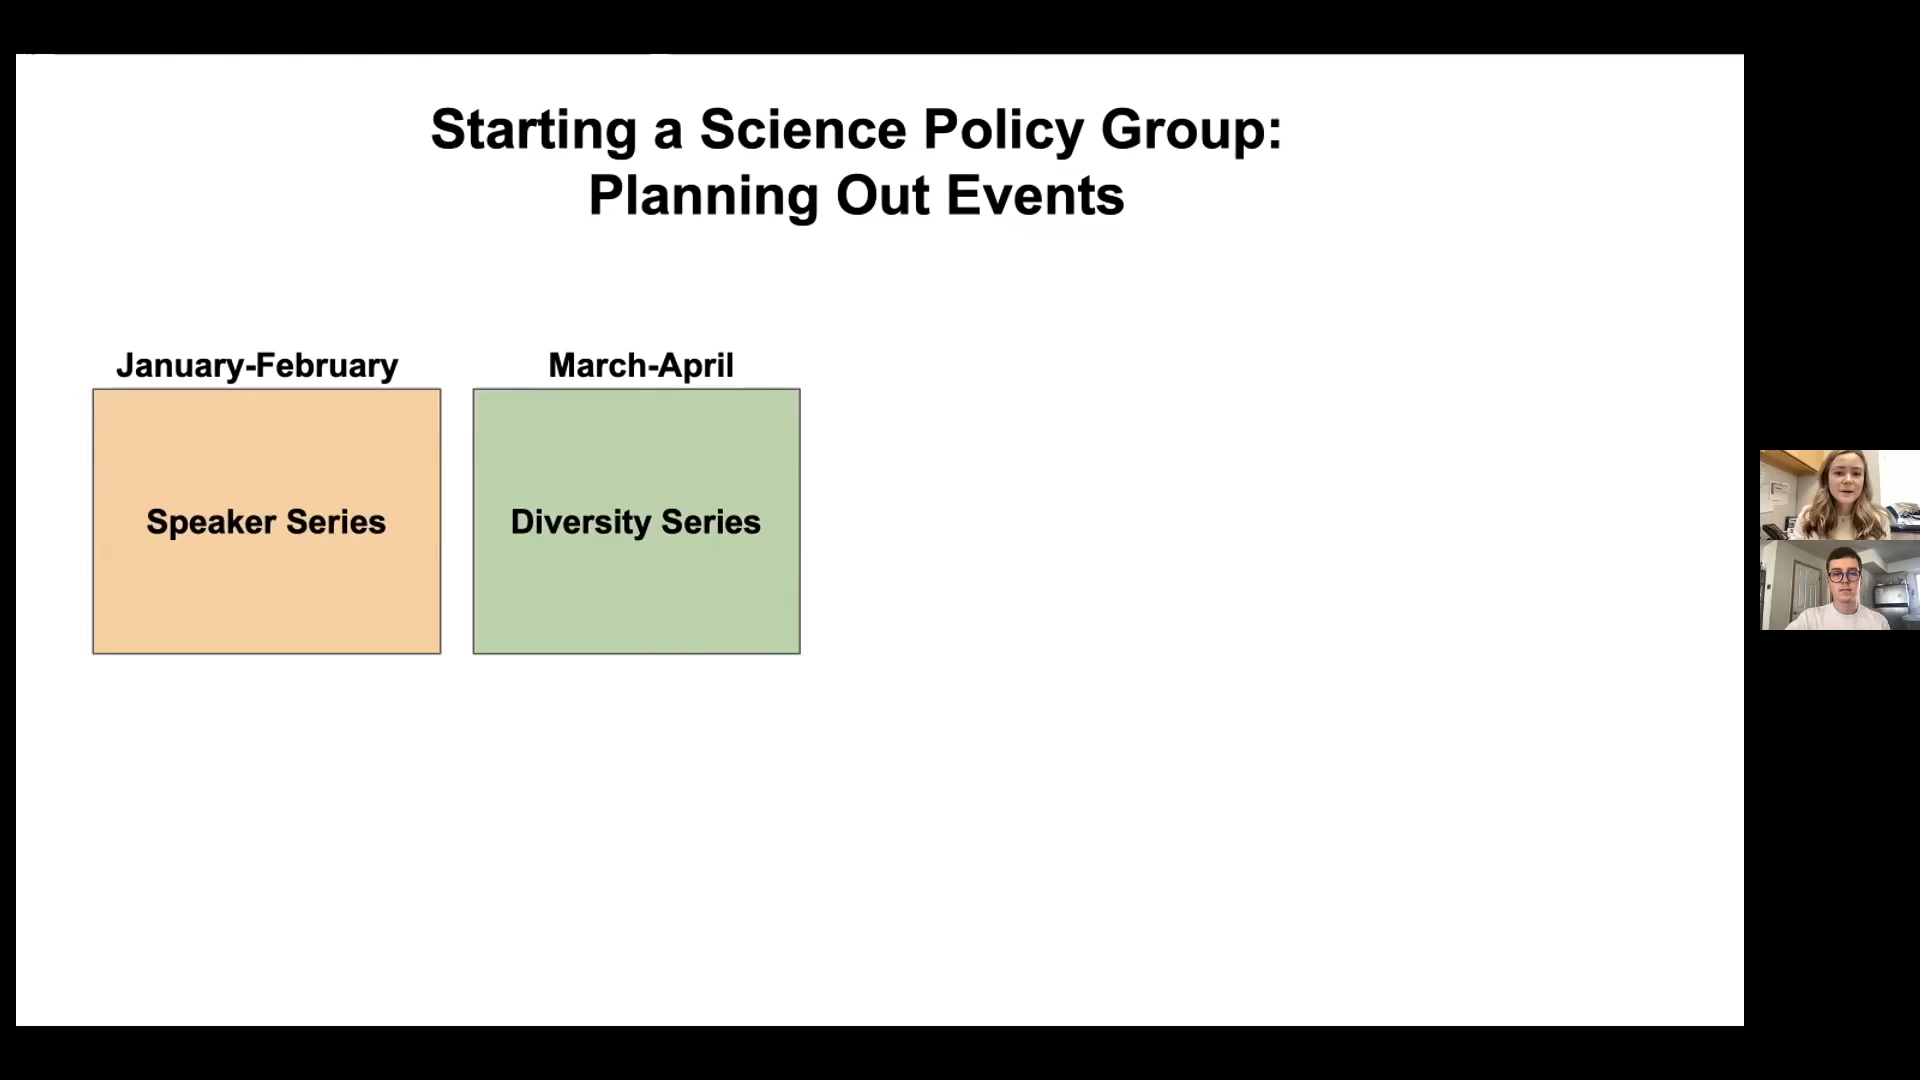 Starting a Science Policy Group:
Planning Out Events
January-February
March-April
Speaker Series
Diversity Series